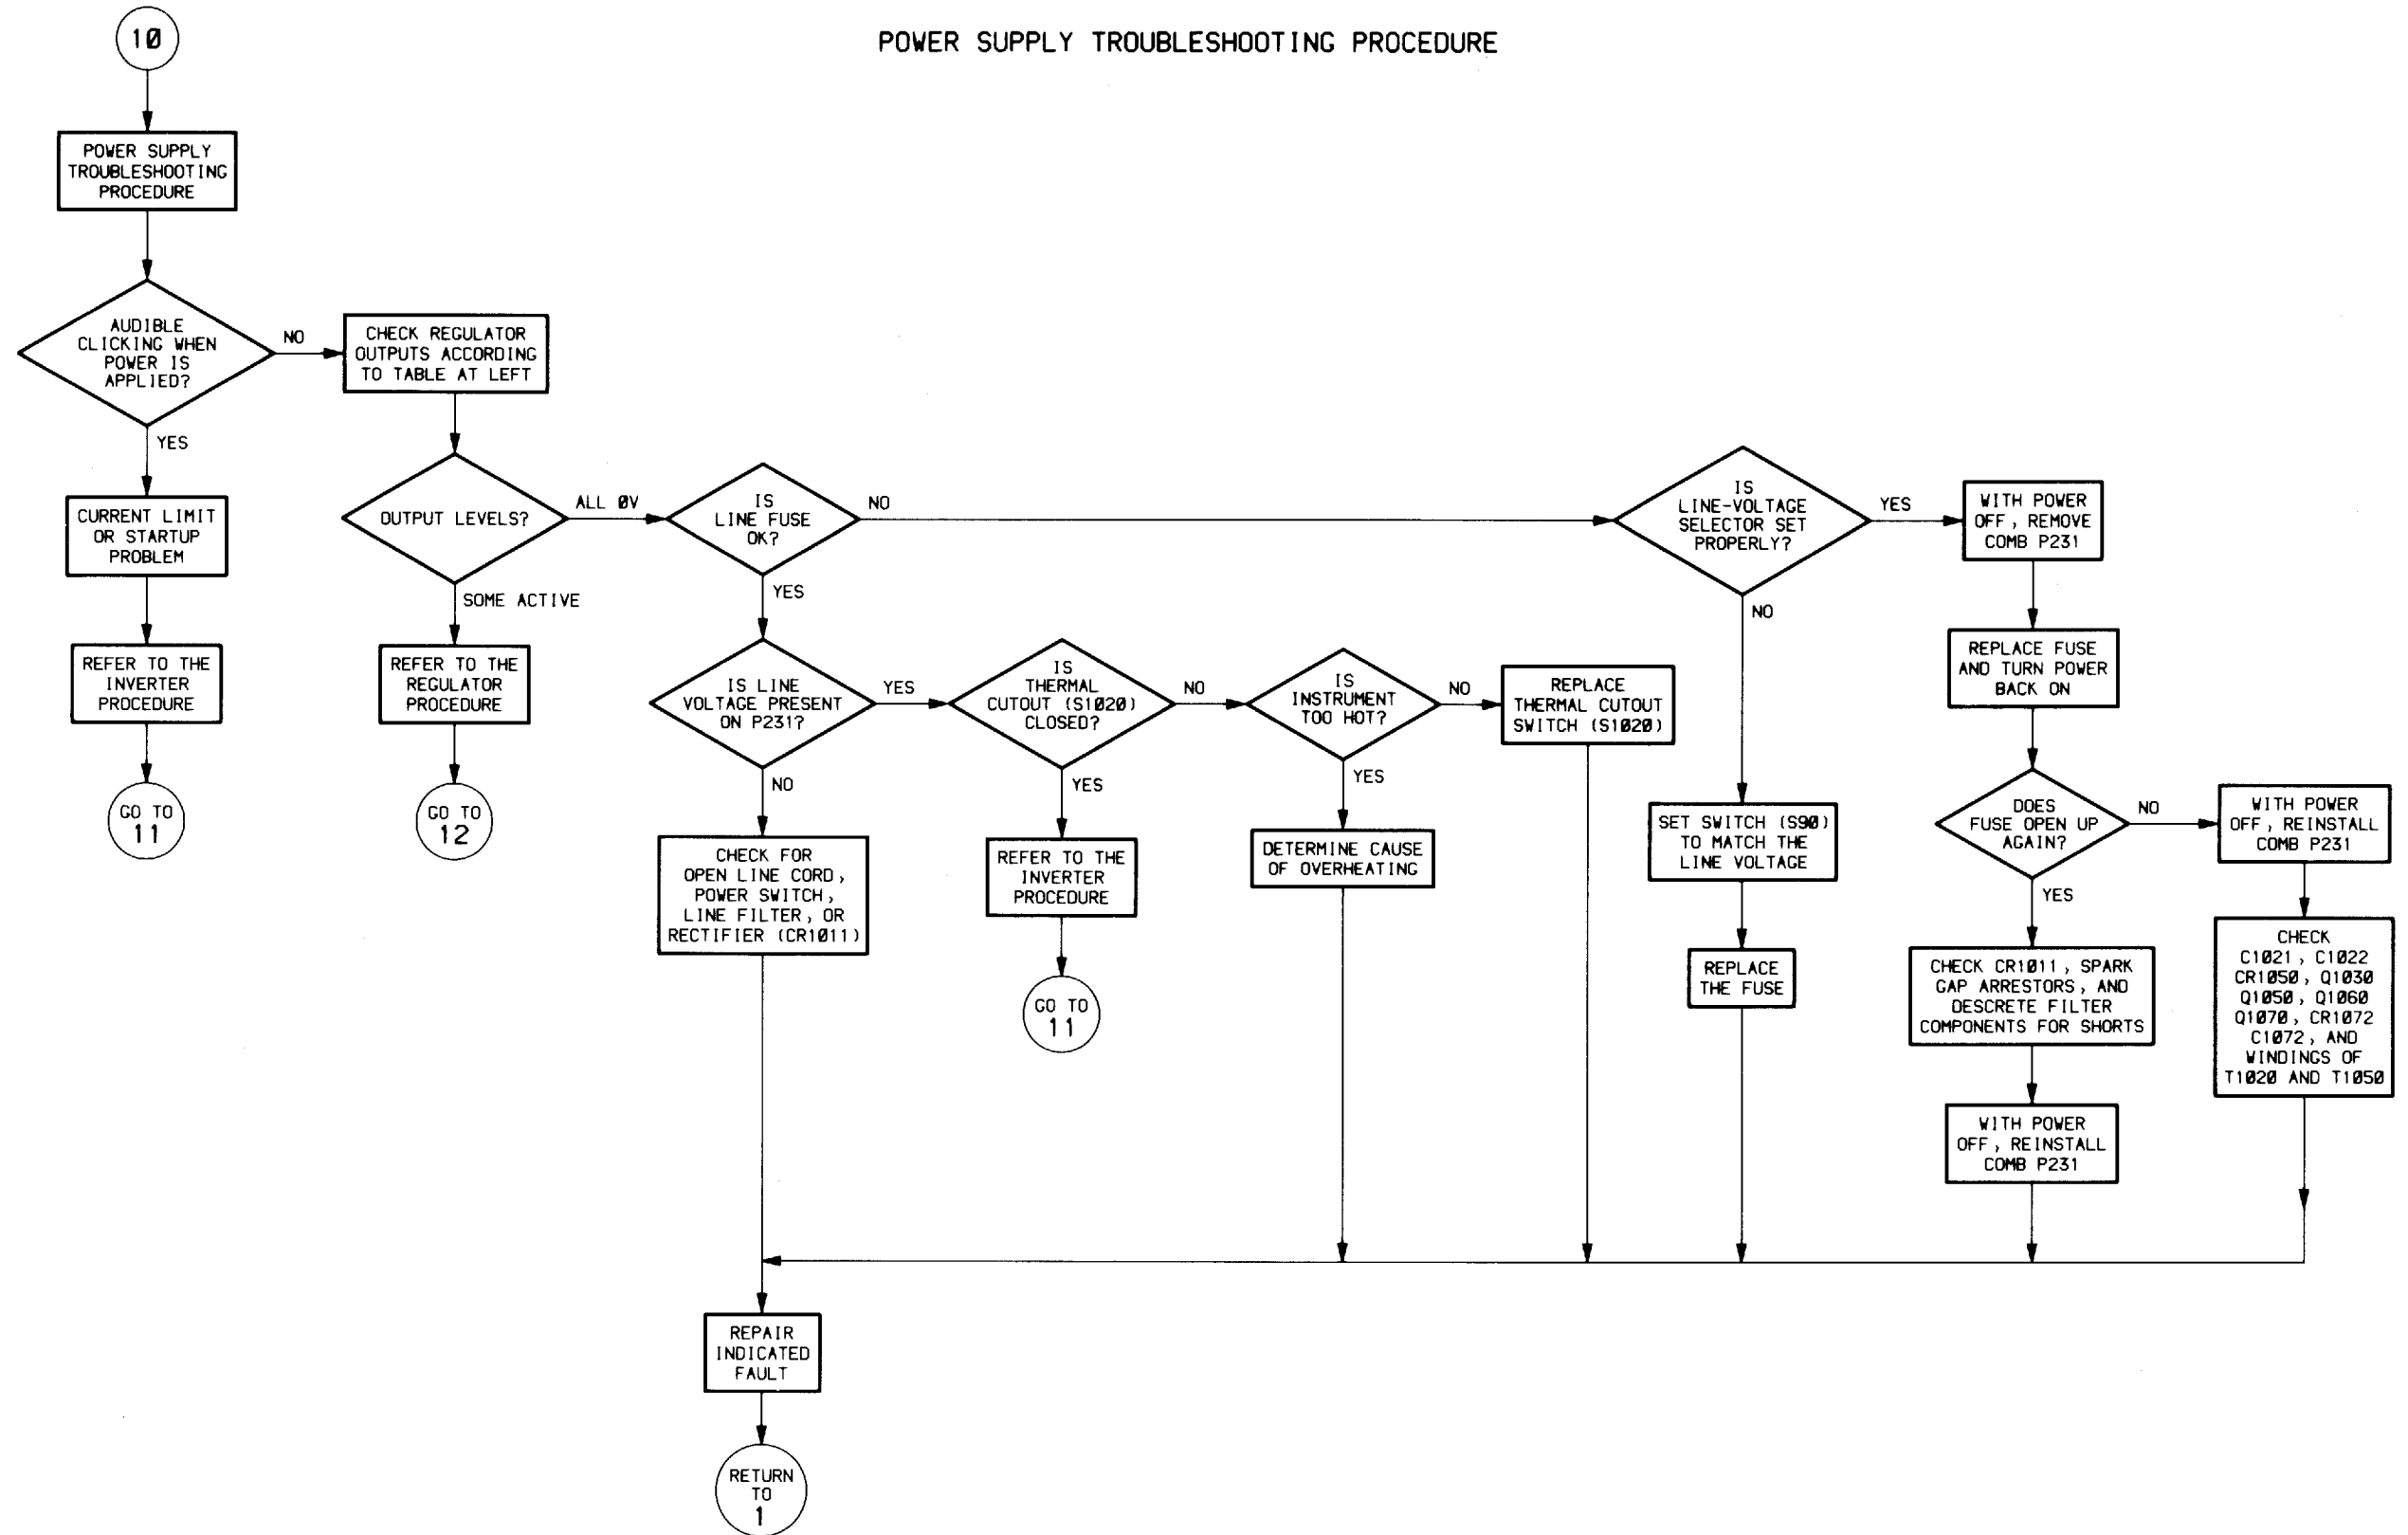 POWER SUPPLY TROUBLESHOOTING PROCEDURE
10
POWER SUPPLY
TROUBLESHOOTING
PROCEDURE
AUDIBLE
CLICKING WHEN
POWER IS
APPLIED?
NO
YES
CURRENT LIMIT
OR STARTUP
PROBLEM
REFER TO THE
INVERTER
PROCEDURE
GO TO
11
CHECK REGULATOR
OUTPUTS ACCORDING
TO TABLE AT LEFT
OUTPUT LEVELS?
ALL 0V
SOME ACTIVE
REFER TO THE
REGULATOR
PROCEDURE
GO TO
12
IS
LINE FUSE
OK?
NO
YES
IS LINE
VOLTAGE PRESENT
ON P231?
YES
NO
CHECK FOR
OPEN LINE CORD,
POWER SWITCH,
LINE FILTER, OR
RECTIFIER (CR1011)
IS
THERMAL
CUTOUT (S1020)
CLOSED?
NO
YES
REFER TO THE
INVERTER
PROCEDURE
GO TO
11
IS
INSTRUMENT
TOO HOT?
NO
YES
DETERMINE CAUSE
OF OVERHEATING
REPLACE
THERMAL CUTOUT
SWITCH (S1020)
IS
LINE-VOLTAGE
SELECTOR SET
PROPERLY?
YES
NO
SET SWITCH (S90)
TO MATCH THE
LINE VOLTAGE
REPLACE
THE FUSE
WITH POWER
OFF, REMOVE
COMB P231
REPLACE FUSE
AND TURN POWER
BACK ON
DOES
FUSE OPEN UP
AGAIN?
NO
YES
CHECK CR1011, SPARK
GAP ARRESTORS, AND
DESCRETE FILTER
COMPONENTS FOR SHORTS
WITH POWER
OFF, REINSTALL
COMB P231
WITH POWER
OFF, REINSTALL
COMB P231
CHECK
C1021, C1022
CR1050, Q1030
Q1050, Q1060
Q1070, CR1072
C1072, AND
WINDINGS OF
T1020 AND T1050
REPAIR
INDICATED
FAULT
RETURN
TO
1